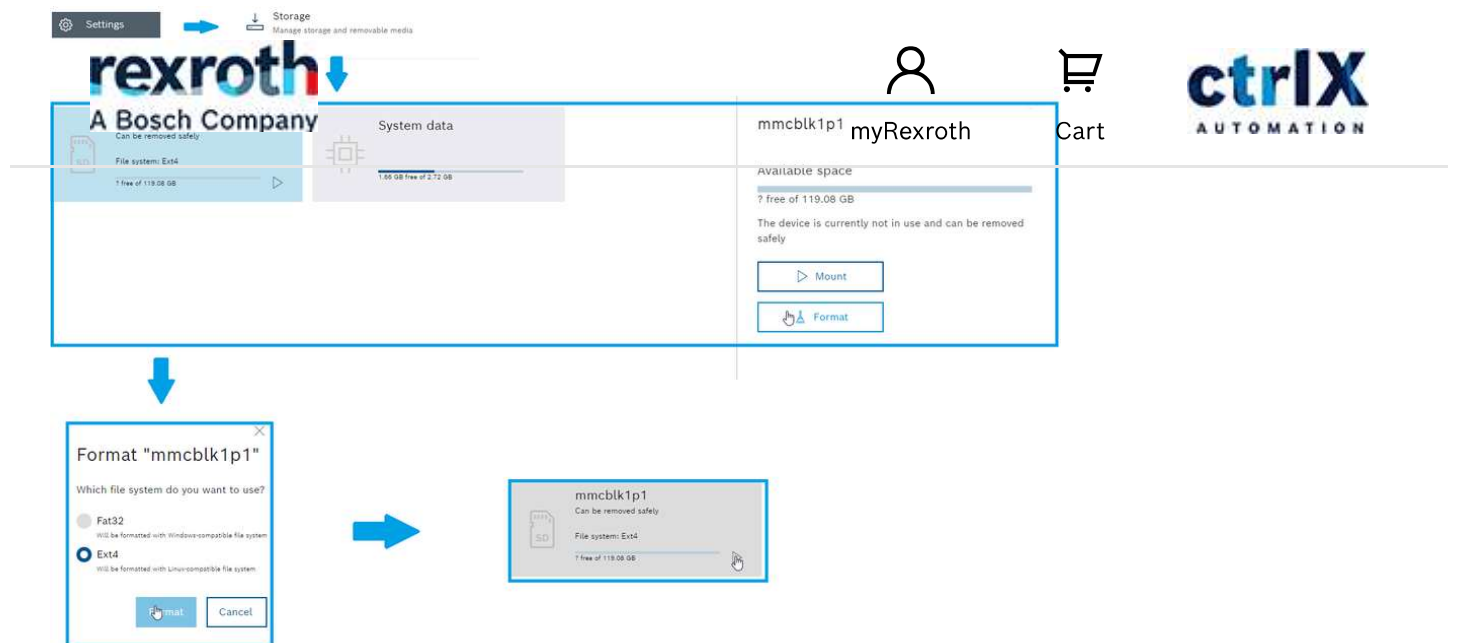 Settings
Storage
Manage storage and removable media
rexroth
A Bosch Company
myRexroth
Cart
ctrlX
AUTOMATION
Can be removed safely
SD
File system: Ext4
? free of 119.08 GB
System data
1.66 GB free of 2.72 GB
mmcblk1p1
Available space
? free of 119.08 GB
The device is currently not in use and can be removed
safely
Mount
Format
Format "mmcblk1p1"
Which file system do you want to use?
Fat32
Will be formatted with Windows-compatible file system
Ext4
Will be formatted with Linux-compatible file system
Format
Cancel
mmcblk1p1
Can be removed safely
SD
File system: Ext4
? free of 119.08 GB